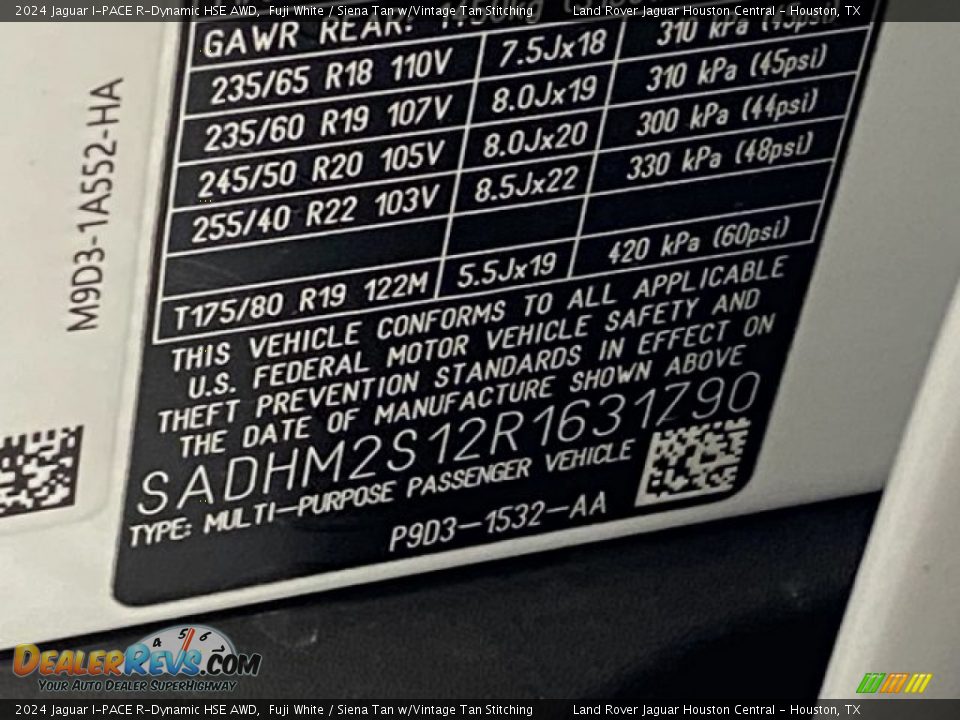 2024 Jaguar I-PACE R-Dynamic HSE AWD, Fuji White / Siena Tan w/Vintage Tan Stitching Land Rover Jaguar Houston Central - Houston, TX
GAWR REAR:
235/65 R18 110V 7.5Jx18 310 kPa (45psi)
235/60 R19 107V 8.0Jx19 310 kPa (45psi)
245/50 R20 105V 8.0Jx20 300 kPa (44psi)
255/40 R22 103V 8.5Jx22 330 kPa (48psi)
T175/80 R19 122M 5.5Jx19 420 kPa (60psi)
THIS VEHICLE CONFORMS TO ALL APPLICABLE
U.S. FEDERAL MOTOR VEHICLE SAFETY AND
THEFT PREVENTION STANDARDS IN EFFECT ON
THE DATE OF MANUFACTURE SHOWN ABOVE
SADHM2S12R1631Z90
TYPE: MULTI-PURPOSE PASSENGER VEHICLE
P9D3-1532-AA
M9D3-1A552-HA
4 5 6
DealerRevs.com
Your Auto Dealer SuperHighway
2024 Jaguar I-PACE R-Dynamic HSE AWD, Fuji White / Siena Tan w/Vintage Tan Stitching Land Rover Jaguar Houston Central - Houston, TX